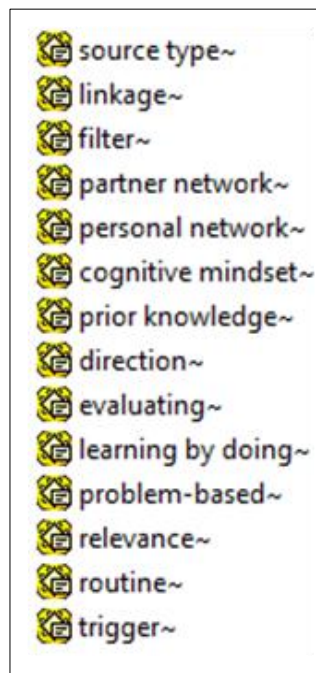 source type~
linkage~
filter~
partner network~
personal network~
cognitive mindset~
prior knowledge~
direction~
evaluating~
learning by doing~
problem-based~
relevance~
routine~
trigger~